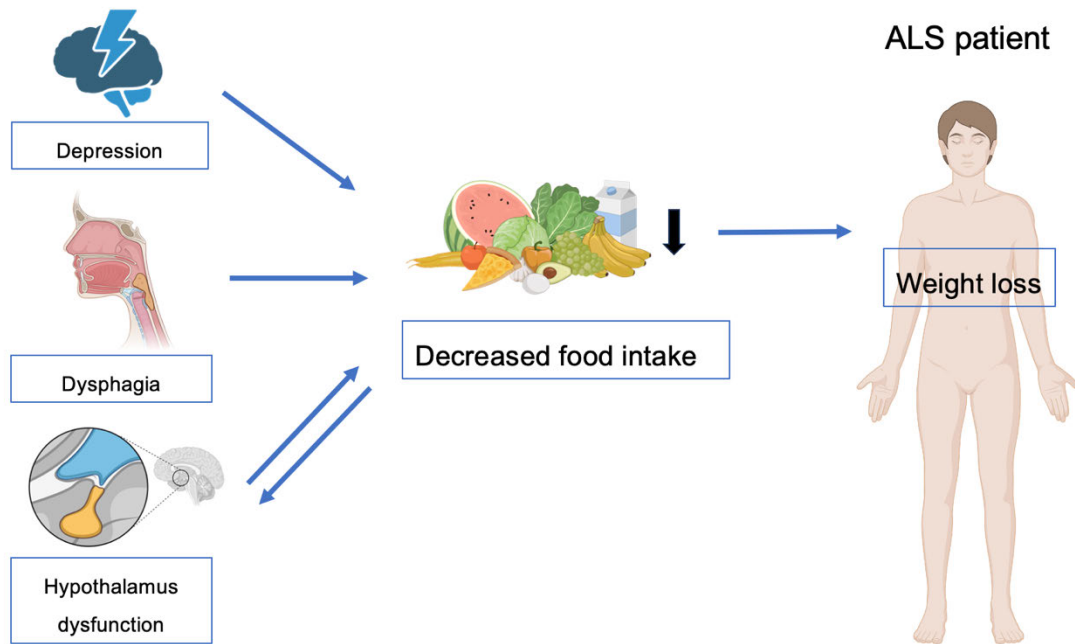 ALS patient
Depression
Dysphagia
Hypothalamus
dysfunction
Decreased food intake
Weight loss